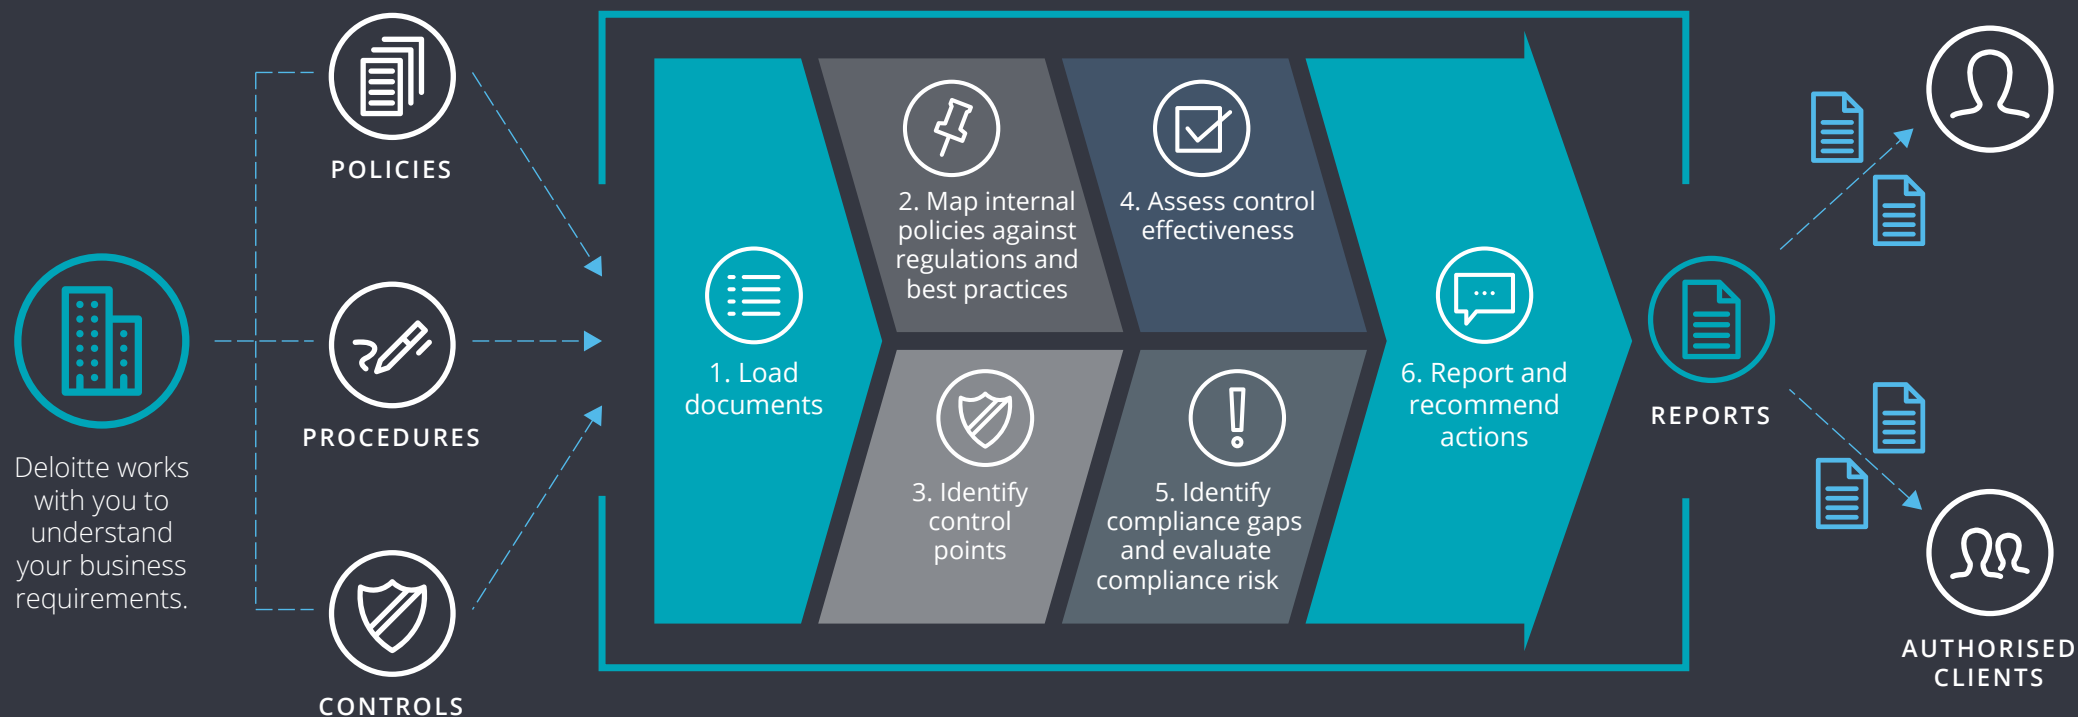 Deloitte works
with you to
understand
your business
requirements.
POLICIES
PROCEDURES
CONTROLS
1. Load
documents
2. Map internal
policies against
regulations and
best practices
3. Identify
control
points
4. Assess control
effectiveness
5. Identify
compliance gaps
and evaluate
compliance risk
6. Report and
recommend
actions
REPORTS
AUTHORISED
CLIENTS